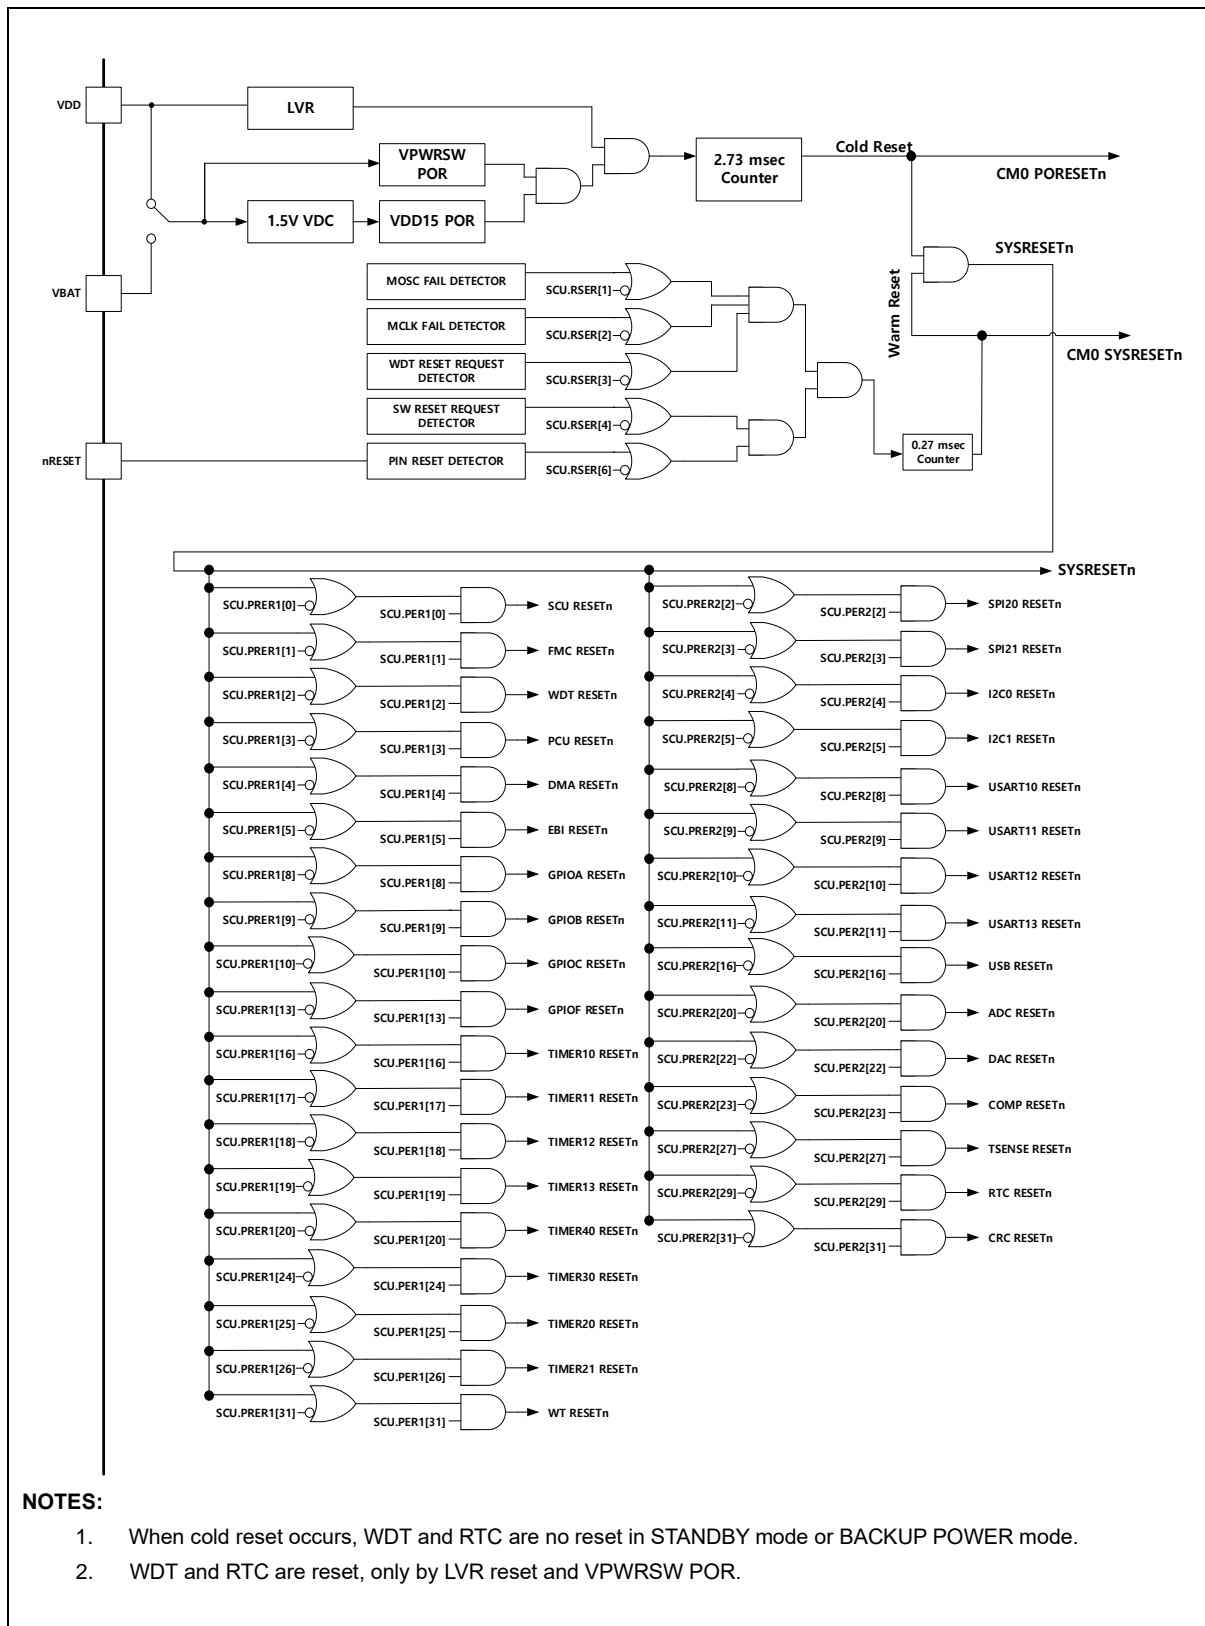 VDD
LVR
VPWRSW
POR
1.5V VDC
VDD15 POR
2.73 msec
Counter
Cold Reset
CM0 PORESETn
SYSRESETn
VBAT
MOSC FAIL DETECTOR
SCU.RSER[1]
MCLK FAIL DETECTOR
SCU.RSER[2]
WDT RESET REQUEST
DETECTOR
SCU.RSER[3]
SW RESET REQUEST
DETECTOR
SCU.RSER[4]
nRESET
PIN RESET DETECTOR
SCU.RSER[6]
Warm Reset
CM0 SYSRESETn
0.27 msec
Counter
SYSRESETn
SCU.PRER1[0]
SCU.PER1[0]
SCU RESETn
SCU.PRER1[1]
SCU.PER1[1]
FMC RESETn
SCU.PRER1[2]
SCU.PER1[2]
WDT RESETn
SCU.PRER1[3]
SCU.PER1[3]
PCU RESETn
SCU.PRER1[4]
SCU.PER1[4]
DMA RESETn
SCU.PRER1[5]
SCU.PER1[5]
EBI RESETn
SCU.PRER1[8]
SCU.PER1[8]
GPIOA RESETn
SCU.PRER1[9]
SCU.PER1[9]
GPIOB RESETn
SCU.PRER1[10]
SCU.PER1[10]
GPIOC RESETn
SCU.PRER1[13]
SCU.PER1[13]
GPIOF RESETn
SCU.PRER1[16]
SCU.PER1[16]
TIMER10 RESETn
SCU.PRER1[17]
SCU.PER1[17]
TIMER11 RESETn
SCU.PRER1[18]
SCU.PER1[18]
TIMER12 RESETn
SCU.PRER1[19]
SCU.PER1[19]
TIMER13 RESETn
SCU.PRER1[20]
SCU.PER1[20]
TIMER40 RESETn
SCU.PRER1[24]
SCU.PER1[24]
TIMER30 RESETn
SCU.PRER1[25]
SCU.PER1[25]
TIMER20 RESETn
SCU.PRER1[26]
SCU.PER1[26]
TIMER21 RESETn
SCU.PRER1[31]
SCU.PER1[31]
WT RESETn
SCU.PRER2[2]
SCU.PER2[2]
SPI20 RESETn
SCU.PRER2[3]
SCU.PER2[3]
SPI21 RESETn
SCU.PRER2[4]
SCU.PER2[4]
I2C0 RESETn
SCU.PRER2[5]
SCU.PER2[5]
I2C1 RESETn
SCU.PRER2[8]
SCU.PER2[8]
USART10 RESETn
SCU.PRER2[9]
SCU.PER2[9]
USART11 RESETn
SCU.PRER2[10]
SCU.PER2[10]
USART12 RESETn
SCU.PRER2[11]
SCU.PER2[11]
USART13 RESETn
SCU.PRER2[16]
SCU.PER2[16]
USB RESETn
SCU.PRER2[20]
SCU.PER2[20]
ADC RESETn
SCU.PRER2[22]
SCU.PER2[22]
DAC RESETn
SCU.PRER2[23]
SCU.PER2[23]
COMP RESETn
SCU.PRER2[27]
SCU.PER2[27]
TSENSE RESETn
SCU.PRER2[29]
SCU.PER2[29]
RTC RESETn
SCU.PRER2[31]
SCU.PER2[31]
CRC RESETn
NOTES:
1. When cold reset occurs, WDT and RTC are no reset in STANDBY mode or BACKUP POWER mode.
2. WDT and RTC are reset, only by LVR reset and VPWRSW POR.